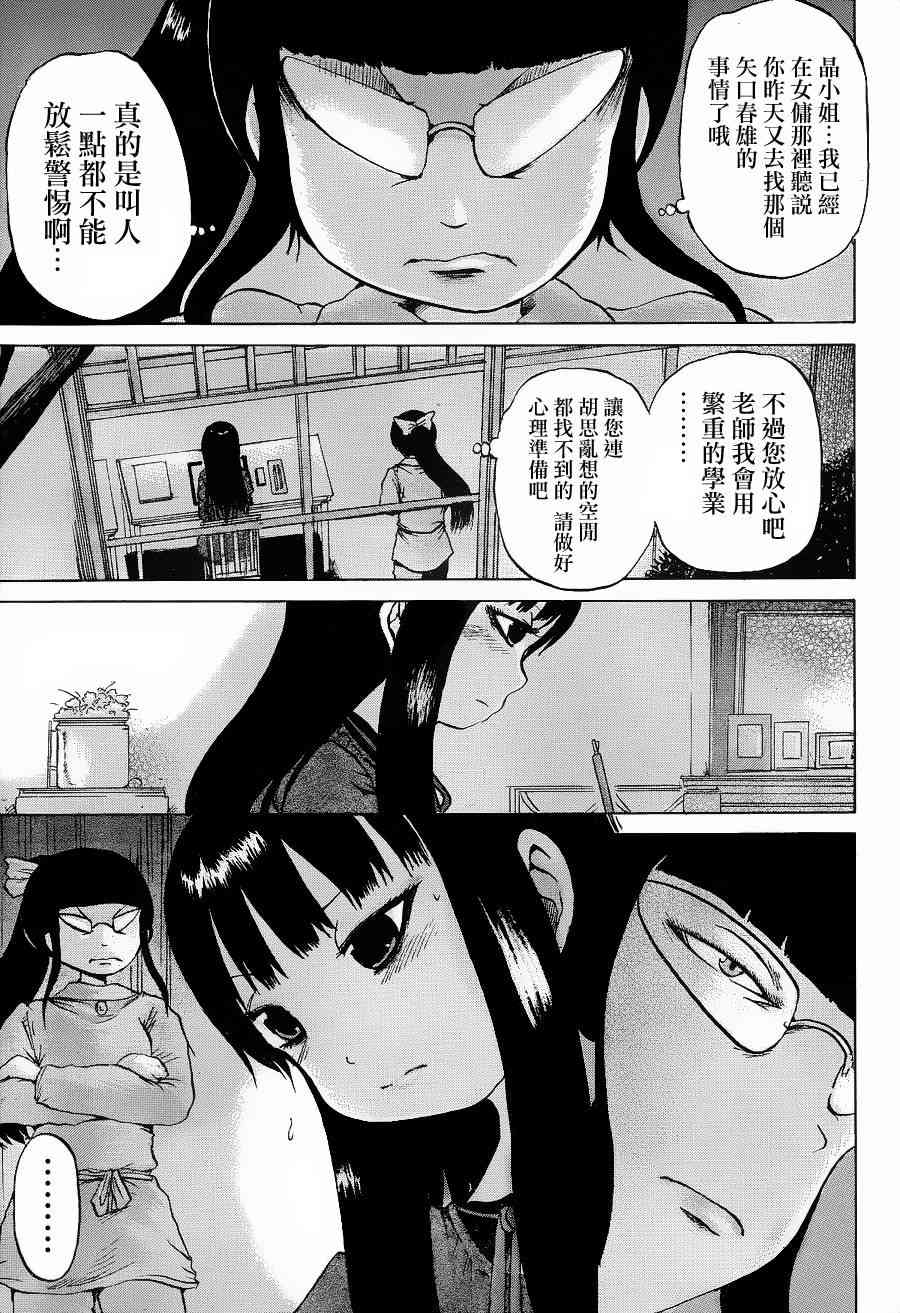 晶小姐…我已經
在女傭那裡聽説
你昨天又去找那個
矢口春雄的
事情了哦
真的是叫人
一點都不能
放鬆警惕啊…
不過您放心吧
老師我會用
繁重的學業
………
讓您連
胡思亂想的空閒
都找不到的 請做好
心理準備吧
………